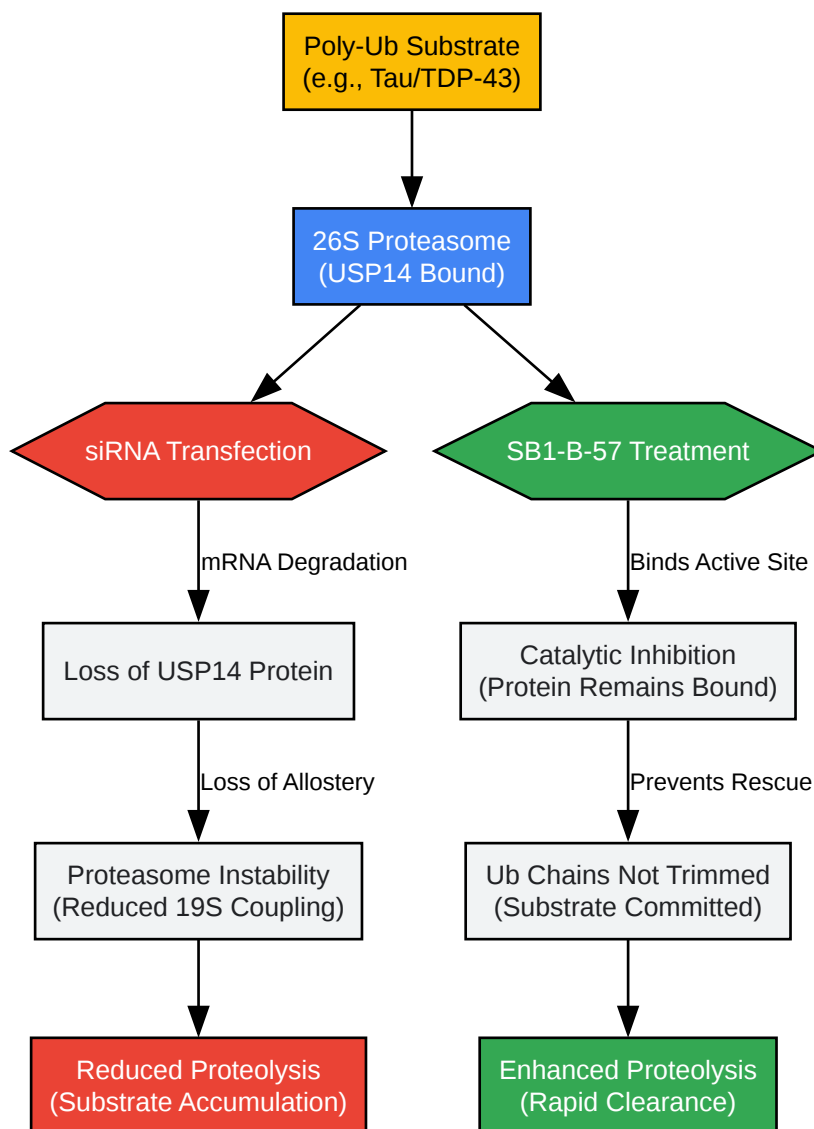 Poly-Ub Substrate
(e.g., Tau/TDP-43)
26S Proteasome
(USP14 Bound)
siRNA Transfection
SB1-B-57 Treatment
mRNA Degradation
Binds Active Site
Loss of USP14 Protein
Catalytic Inhibition
(Protein Remains Bound)
Loss of Allostery
Prevents Rescue
Proteasome Instability
(Reduced 19S Coupling)
Ub Chains Not Trimmed
(Substrate Committed)
Reduced Proteolysis
(Substrate Accumulation)
Enhanced Proteolysis
(Rapid Clearance)